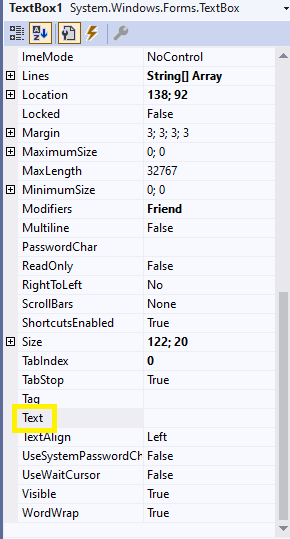 TextBox1 System.Windows.Forms.TextBox
ImeMode NoControl
Lines String[] Array
Location 138; 92
Locked False
Margin 3; 3; 3; 3
MaximumSize 0; 0
MaxLength 32767
MinimumSize 0; 0
Modifiers Friend
Multiline False
PasswordChar
ReadOnly False
RightToLeft No
ScrollBars None
ShortcutsEnabled True
Size 122; 20
TabIndex 0
TabStop True
Tag
Text
TextAlign Left
UseSystemPasswordCh False
UseWaitCursor False
Visible True
WordWrap True